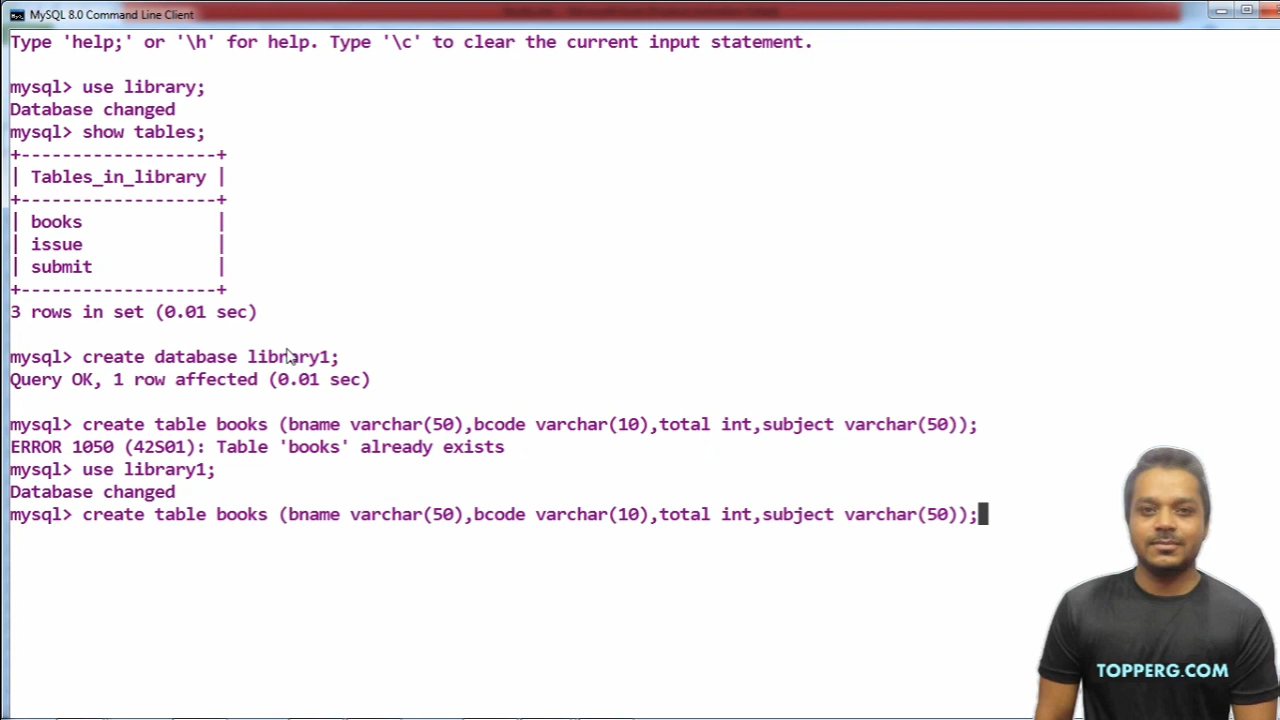 MySQL 8.0 Command Line Client
Type 'help;' or '\h' for help. Type '\c' to clear the current input statement.
mysql> use library;
Database changed
mysql> show tables;
+-------------------+
| Tables_in_library |
+-------------------+
| books             |
| issue             |
| submit            |
+-------------------+
3 rows in set (0.01 sec)
mysql> create database library1;
Query OK, 1 row affected (0.01 sec)
mysql> create table books (bname varchar(50),bcode varchar(10),total int,subject varchar(50));
ERROR 1050 (42S01): Table 'books' already exists
mysql> use library1;
Database changed
mysql> create table books (bname varchar(50),bcode varchar(10),total int,subject varchar(50));
TOPPERG.COM